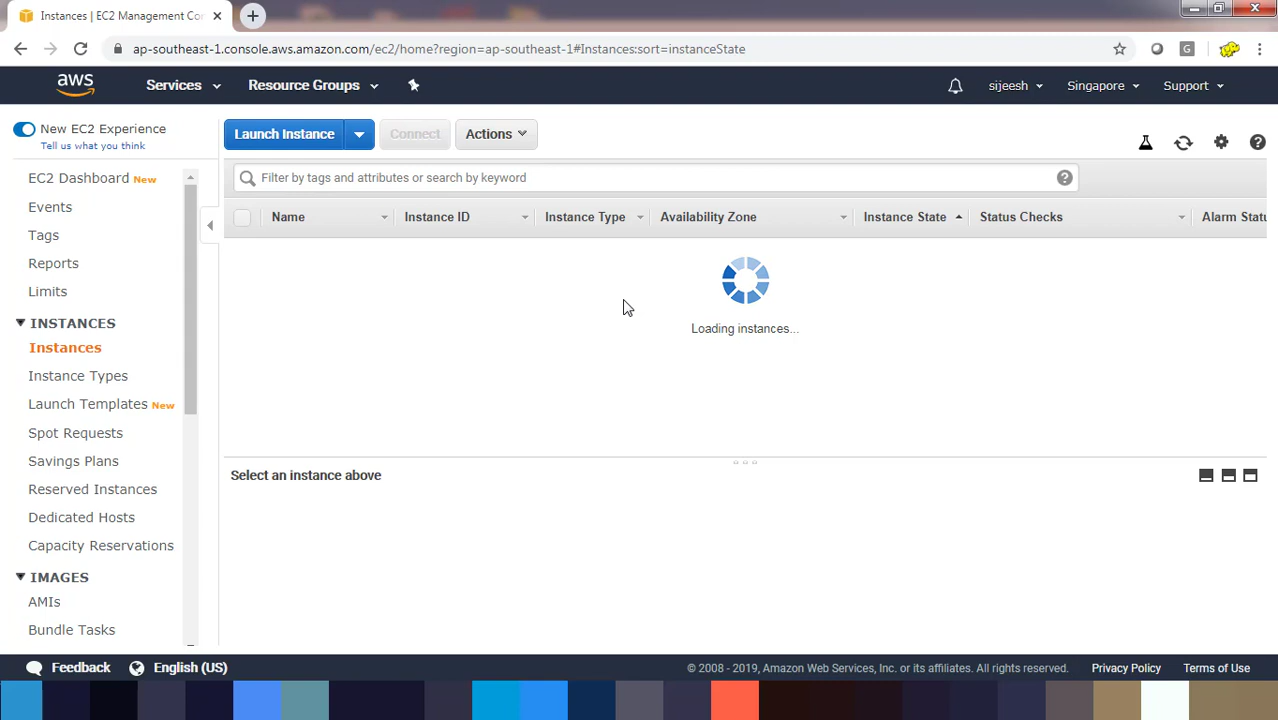 Instances | EC2 Management Con
ap-southeast-1.console.aws.amazon.com/ec2/home?region=ap-southeast-1#Instances:sort=instanceState
G
aws
Services
Resource Groups
sijeesh
Singapore
Support
New EC2 Experience
Tell us what you think
Launch Instance
Connect
Actions
Filter by tags and attributes or search by keyword
Name
Instance ID
Instance Type
Availability Zone
Instance State
Status Checks
Alarm Statu
EC2 Dashboard New
Events
Tags
Reports
Limits
INSTANCES
Instances
Instance Types
Launch Templates New
Spot Requests
Savings Plans
Reserved Instances
Dedicated Hosts
Capacity Reservations
IMAGES
AMIs
Bundle Tasks
Loading instances...
Select an instance above
Feedback
English (US)
© 2008 - 2019, Amazon Web Services, Inc. or its affiliates. All rights reserved.
Privacy Policy
Terms of Use